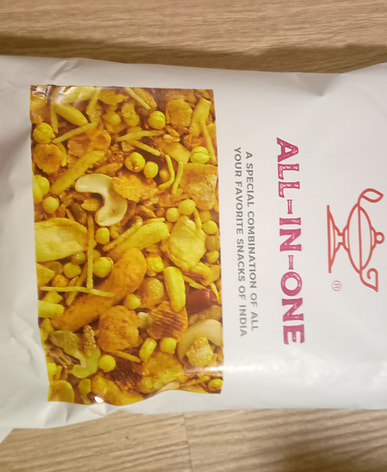 ®
ALL-IN-ONE
A SPECIAL COMBINATION OF ALL
YOUR FAVORITE SNACKS OF INDIA